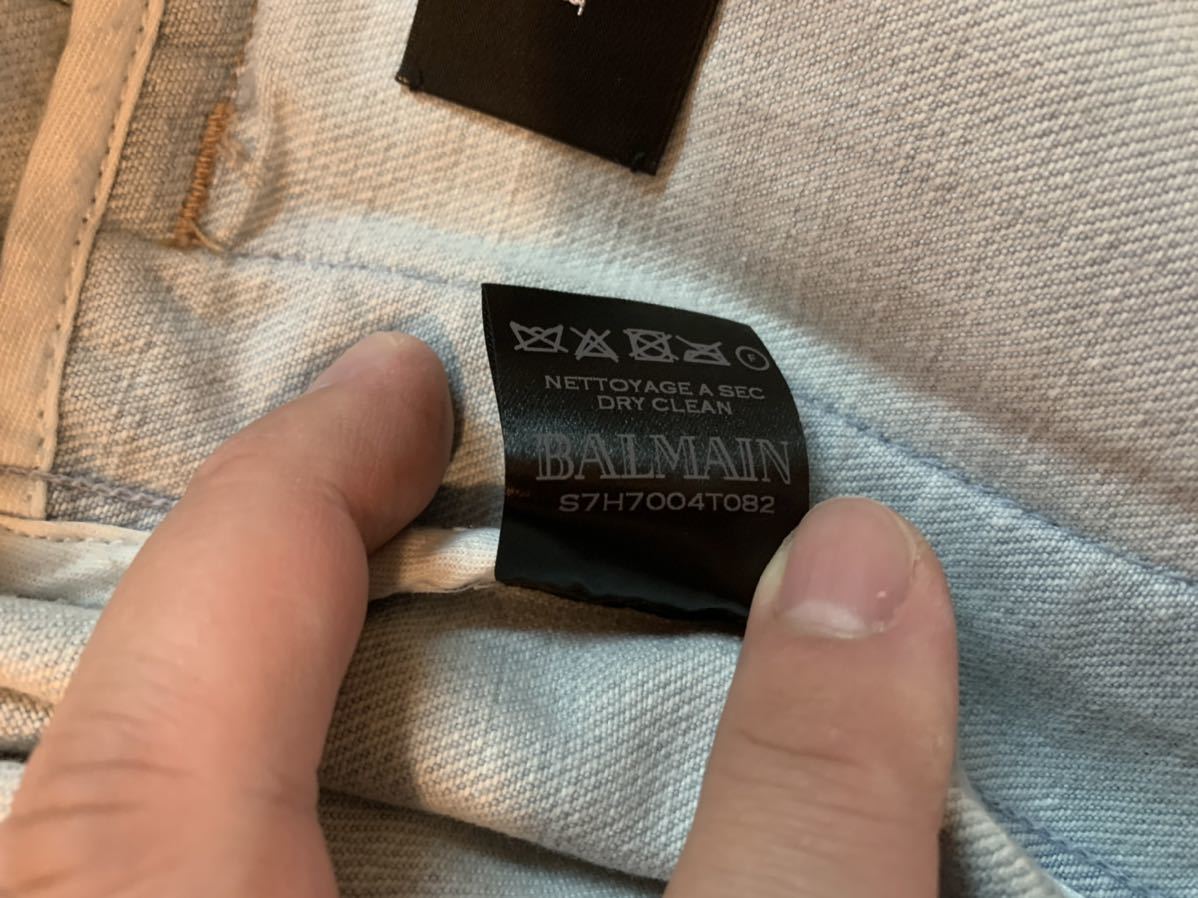 F
NETTOYAGE A SEC
DRY CLEAN
BALMAIN
S7H7004T082